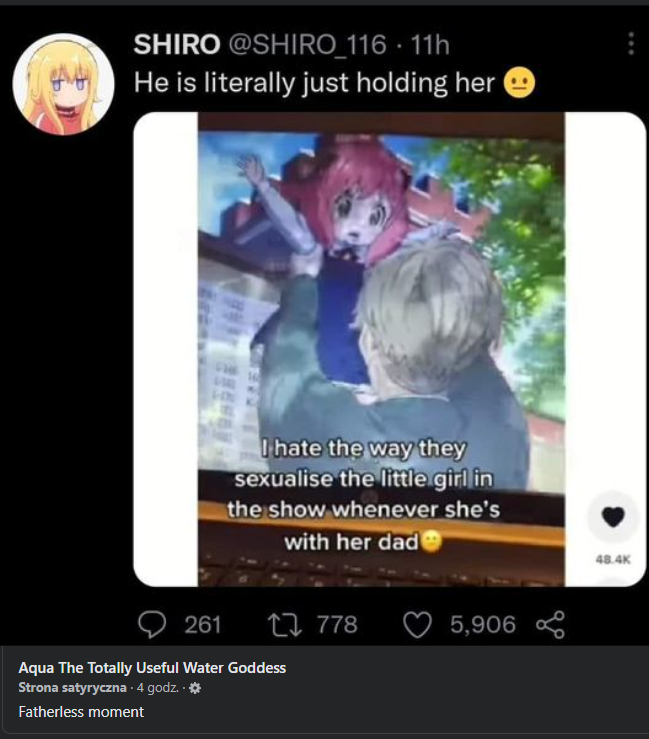 SHIRO @SHIRO_116 · 11h
He is literally just holding her 😐
I hate the way they
sexualise the little girl in
the show whenever she's
with her dad😕
48.4K
261 778 5,906
Aqua The Totally Useful Water Goddess
Strona satyryczna · 4 godz. ·
Fatherless moment